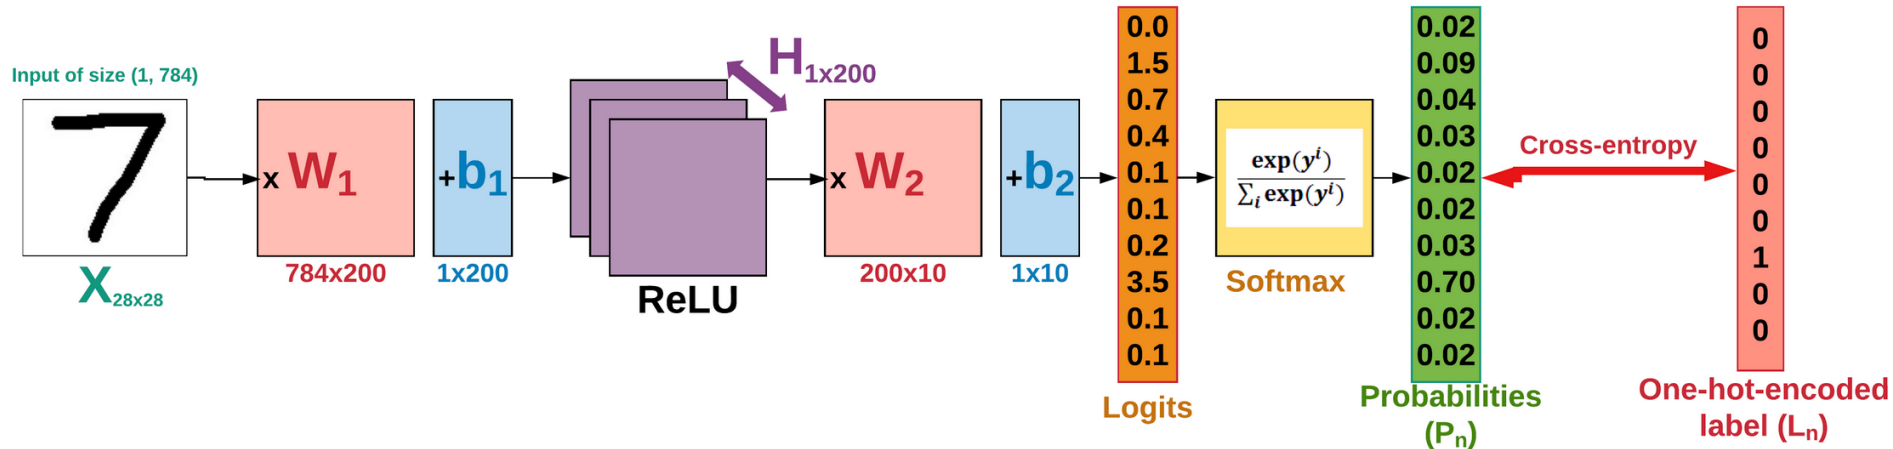 Input of size (1, 784)
7
X28x28
x W1
784x200
+b1
1x200
H1x200
ReLU
x W2
200x10
+b2
1x10
0.0
1.5
0.7
0.4
0.1
0.1
0.2
3.5
0.1
0.1
Logits
exp(y^i)
∑i exp(y^i)
Softmax
0.02
0.09
0.04
0.03
0.02
0.02
0.03
0.70
0.02
0.02
Probabilities
(Pn)
Cross-entropy
0
0
0
0
0
0
1
0
0
One-hot-encoded
label (Ln)